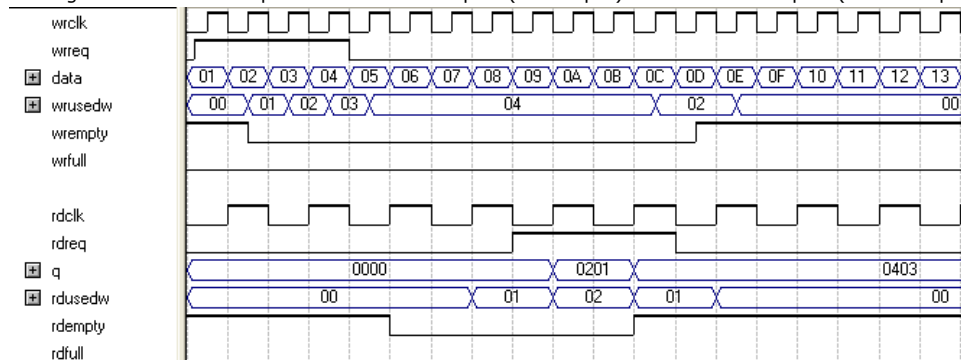 wrclk
wrreq
data 01 02 03 04 05 06 07 08 09 0A 0B 0C 0D 0E 0F 10 11 12 13
wrusedw 00 01 02 03 04 02 00
wrempty
wrfull
rdclk
rdreq
q 0000 0201 0403
rdusedw 00 01 02 01 00
rdempty
rdfull